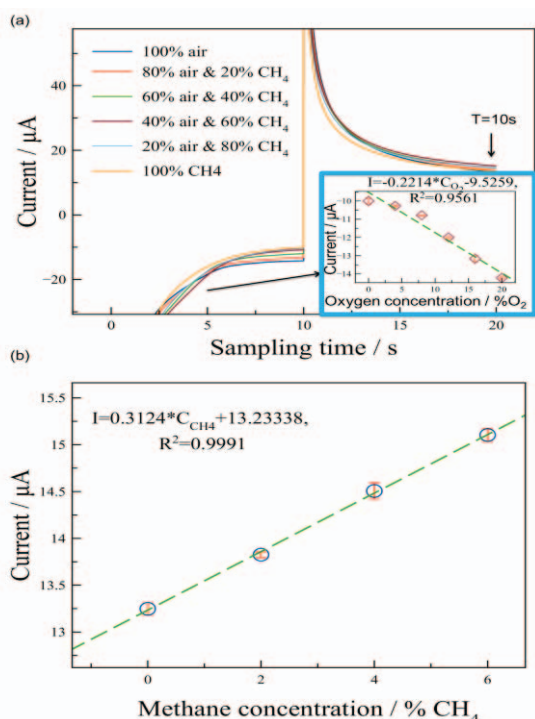 (a)
100% air
80% air & 20% CH₄
60% air & 40% CH₄
40% air & 60% CH₄
20% air & 80% CH₄
100% CH4
T=10s
40
20
0
−20
Current / μA
I=-0.2214*C_O₂-9.5259,
R²=0.9561
-10
-11
-12
-13
-14
Current / μA
0 5 10 15 20
Oxygen concentration / %O₂
0 5 10 15 20
Sampling time / s
(b)
I=0.3124*C_CH4+13.23338,
R²=0.9991
15.5
15
14.5
14
13.5
13
Current / μA
0 2 4 6
Methane concentration / % CH₄